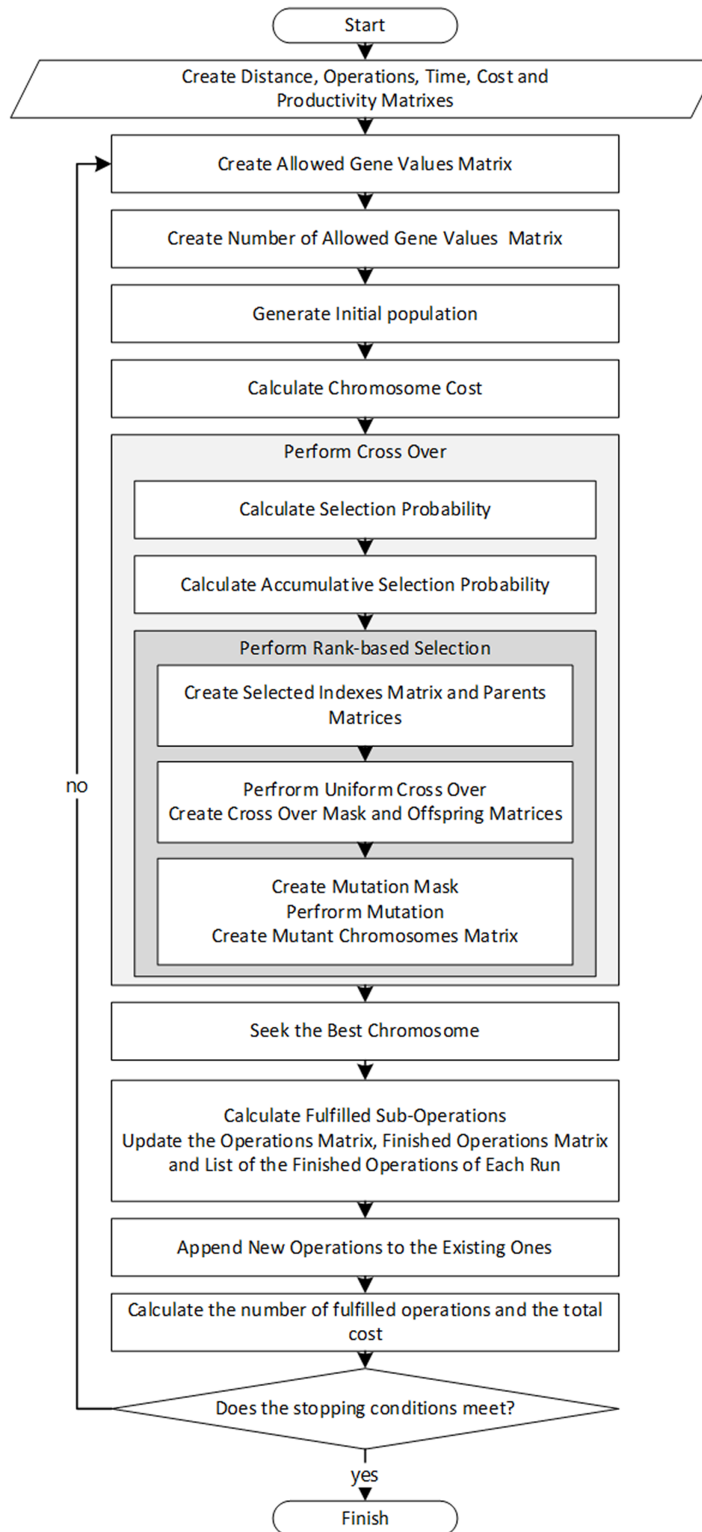 Start
Create Distance, Operations, Time, Cost and
Productivity Matrixes
Create Allowed Gene Values Matrix
Create Number of Allowed Gene Values Matrix
Generate Initial population
Calculate Chromosome Cost
Perform Cross Over
Calculate Selection Probability
Calculate Accumulative Selection Probability
Perform Rank-based Selection
Create Selected Indexes Matrix and Parents
Matrices
Perfrorm Uniform Cross Over
Create Cross Over Mask and Offspring Matrices
Create Mutation Mask
Perfrorm Mutation
Create Mutant Chromosomes Matrix
Seek the Best Chromosome
Calculate Fulfilled Sub-Operations
Update the Operations Matrix, Finished Operations Matrix
and List of the Finished Operations of Each Run
Append New Operations to the Existing Ones
Calculate the number of fulfilled operations and the total
cost
Does the stopping conditions meet?
no
yes
Finish